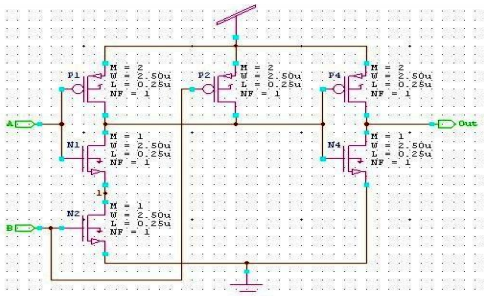 P1
M = 2
W = 2.50u
L = 0.25u
NF = 1
P2
M = 2
W = 2.50u
L = 0.25u
NF = 1
P4
M = 2
W = 2.50u
L = 0.25u
NF = 1
A
Out
N1
M = 1
W = 2.50u
L = 0.25u
NF = 1
N4
M = 1
W = 2.50u
L = 0.25u
NF = 1
1
B
N2
M = 1
W = 2.50u
L = 0.25u
NF = 1